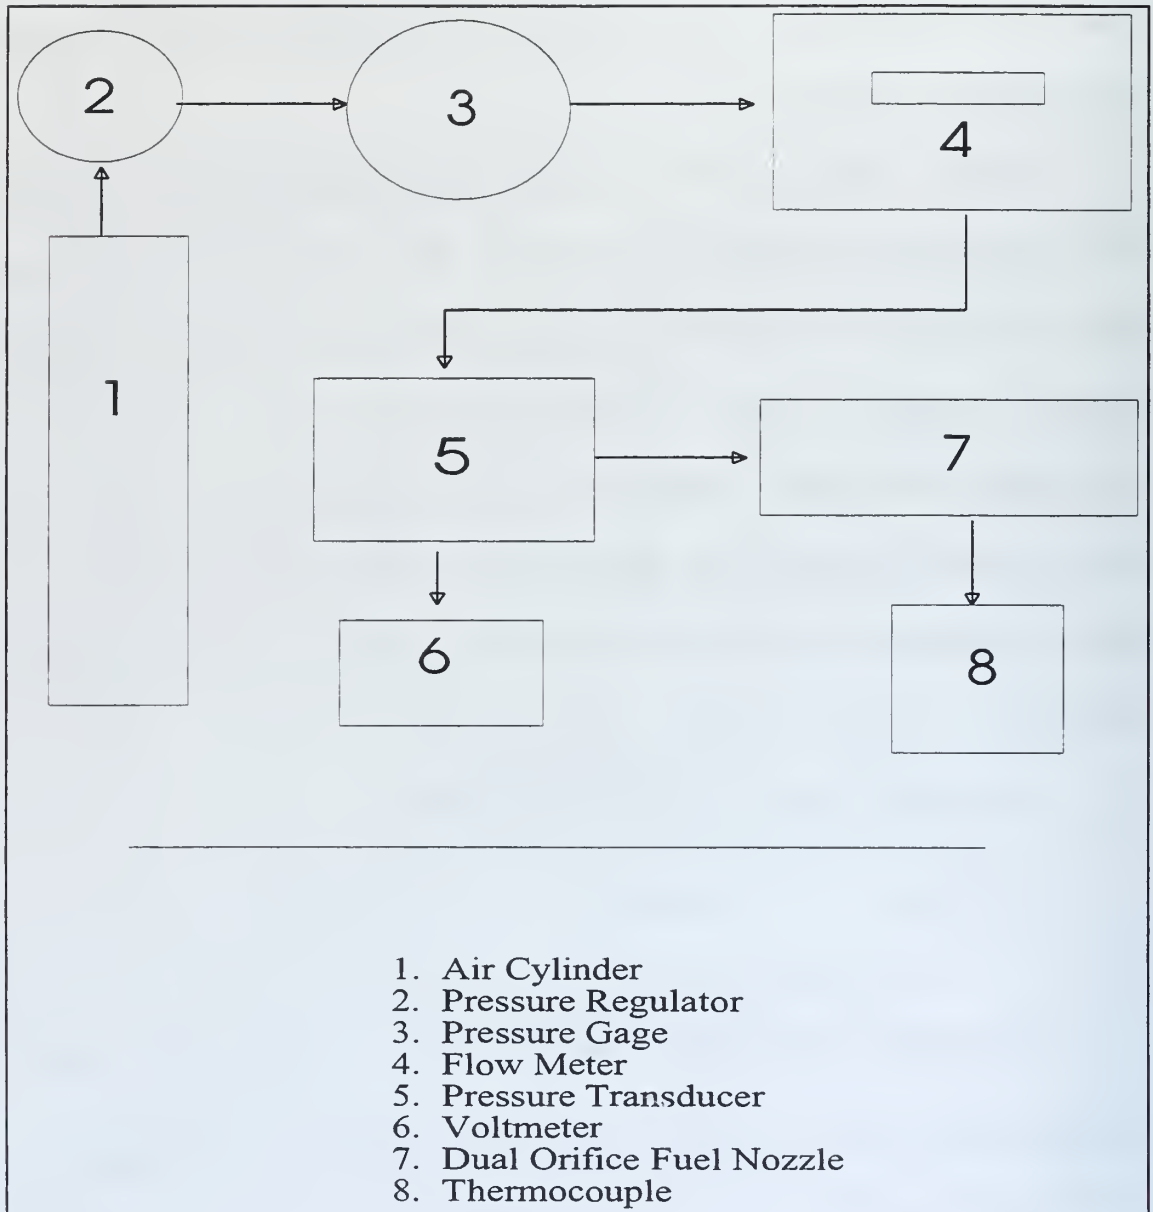 2
3
4
1
5
7
6
8
1. Air Cylinder
2. Pressure Regulator
3. Pressure Gage
4. Flow Meter
5. Pressure Transducer
6. Voltmeter
7. Dual Orifice Fuel Nozzle
8. Thermocouple